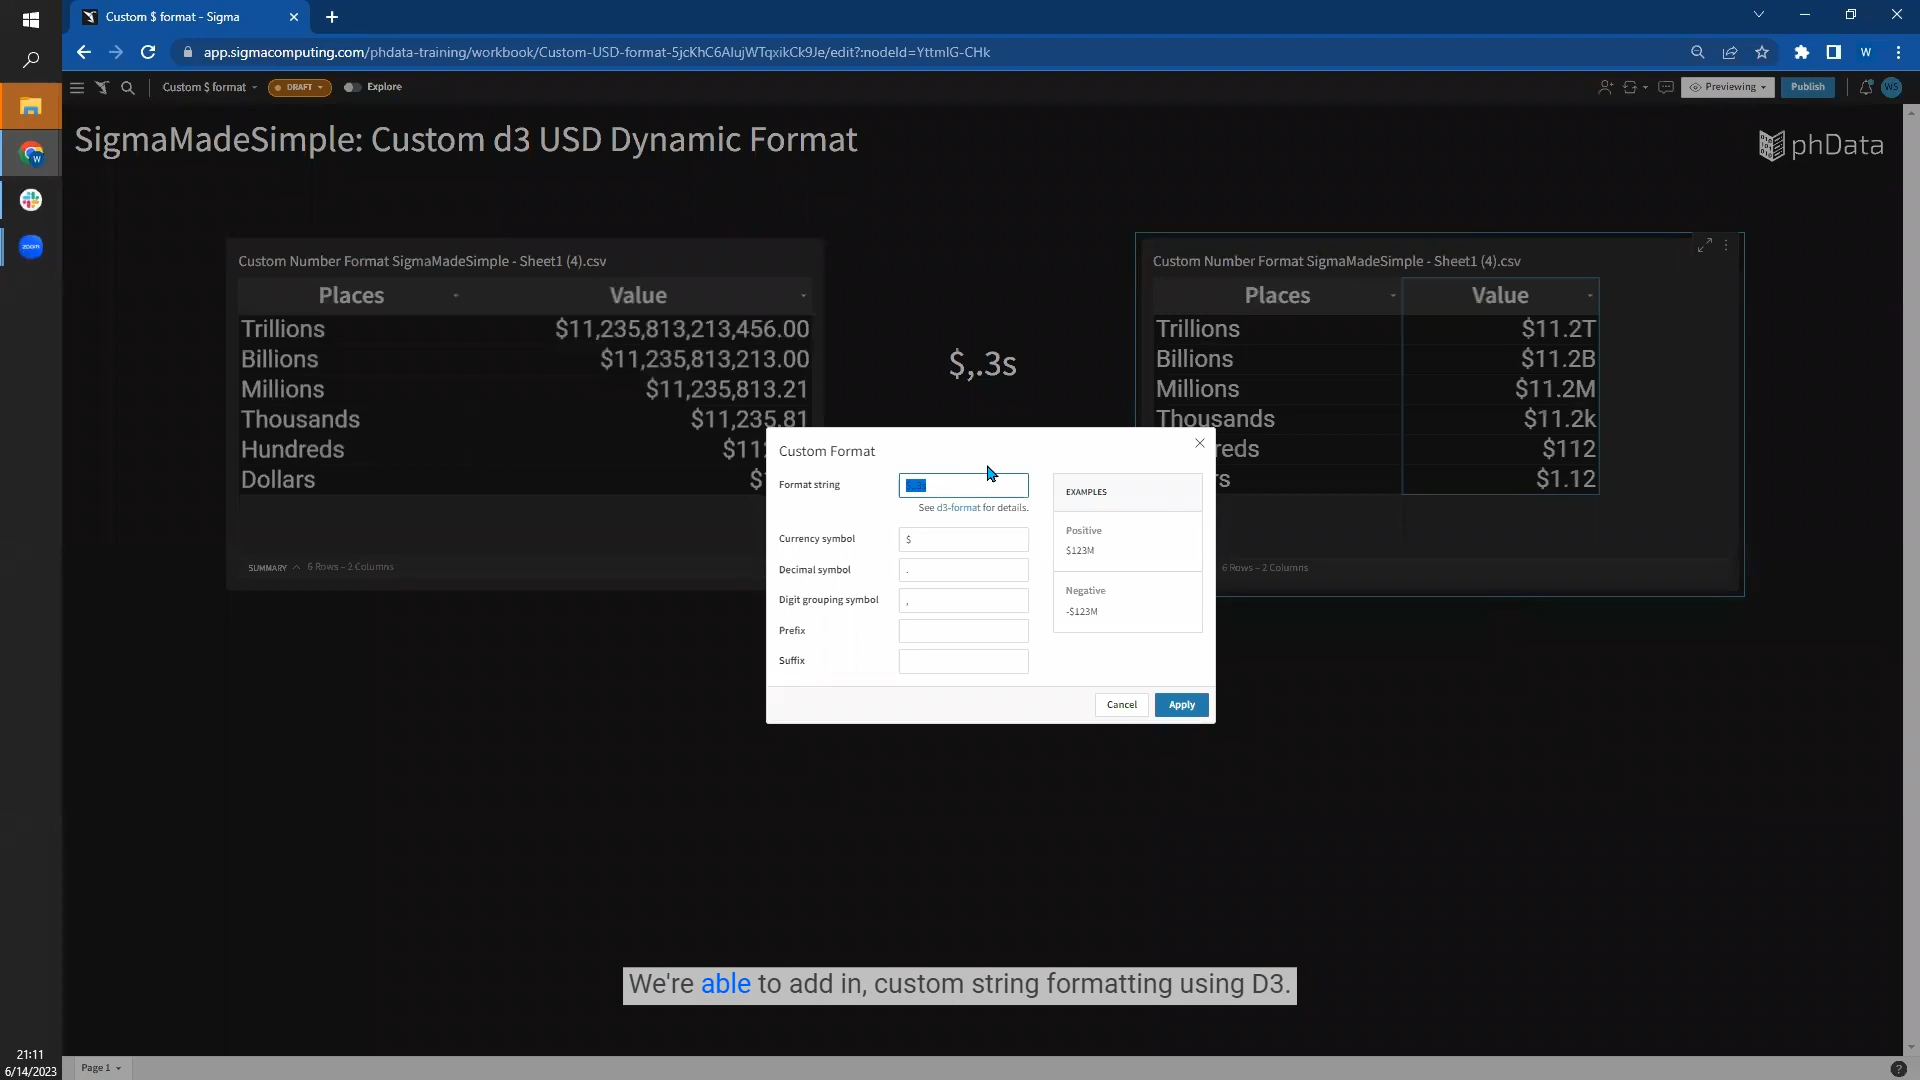 Custom $ format - Sigma
app.sigmacomputing.com/phdata-training/workbook/Custom-USD-format-5jcKhC6AlujWTqxikCk9Je/edit?:nodeId=YttmlG-CHk
W
Custom $ format
DRAFT
Explore
Previewing
Publish
WS
SigmaMadeSimple: Custom d3 USD Dynamic Format
phData
Custom Number Format SigmaMadeSimple - Sheet1 (4).csv
Places Value
Trillions $11,235,813,213,456.00
Billions $11,235,813,213.00
Millions $11,235,813.21
Thousands $11,235.81
Hundreds $11
Dollars $
SUMMARY 6 Rows – 2 Columns
$,.3s
Custom Number Format SigmaMadeSimple - Sheet1 (4).csv
Places Value
Trillions $11.2T
Billions $11.2B
Millions $11.2M
Thousands $11.2k
reds $112
rs $1.12
6 Rows – 2 Columns
Custom Format
Format string $,.3s
See d3-format for details.
Currency symbol $
Decimal symbol .
Digit grouping symbol ,
Prefix
Suffix
EXAMPLES
Positive
$123M
Negative
-$123M
Cancel
Apply
We're able to add in, custom string formatting using D3.
zoom
21:11
6/14/2023
Page 1
?